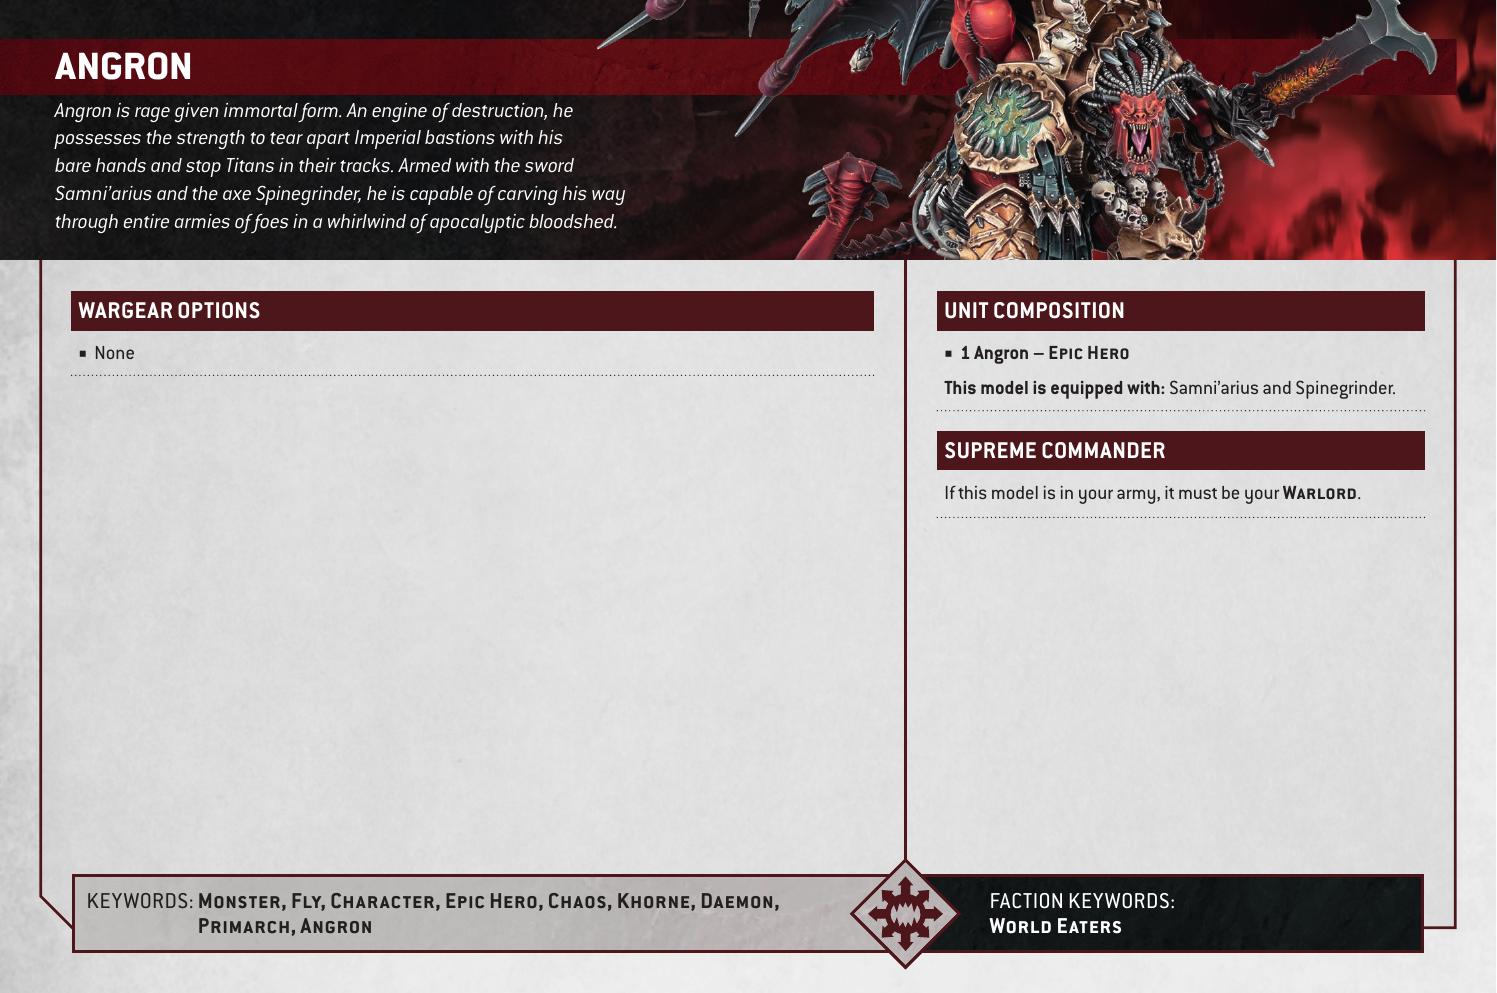 ANGRON
Angron is rage given immortal form. An engine of destruction, he
possesses the strength to tear apart Imperial bastions with his
bare hands and stop Titans in their tracks. Armed with the sword
Samni’arius and the axe Spinegrinder, he is capable of carving his way
through entire armies of foes in a whirlwind of apocalyptic bloodshed.
WARGEAR OPTIONS
▪ None
UNIT COMPOSITION
▪ 1 Angron – Epic Hero
This model is equipped with: Samni’arius and Spinegrinder.
SUPREME COMMANDER
If this model is in your army, it must be your Warlord.
KEYWORDS: Monster, Fly, Character, Epic Hero, Chaos, Khorne, Daemon,
Primarch, Angron
FACTION KEYWORDS:
World Eaters